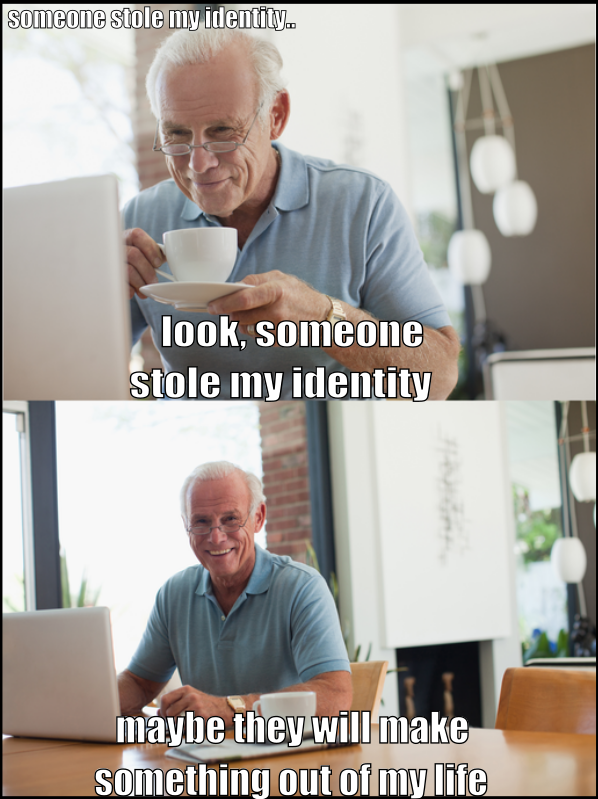 someone stole my identity..
look, someone
stole my identity
maybe they will make
something out of my life